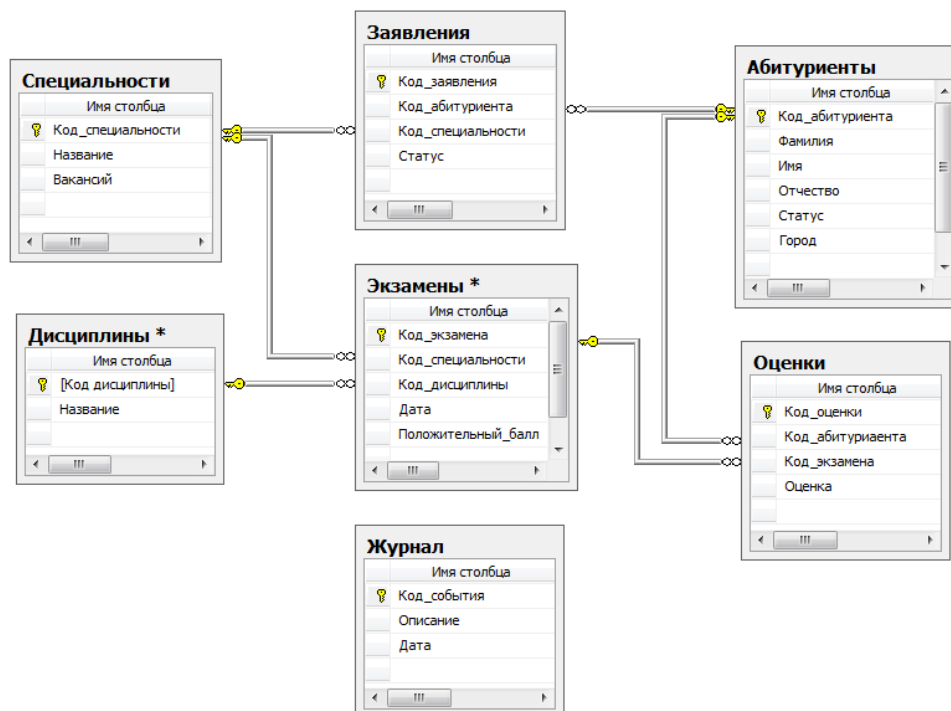 Специальности
Имя столбца
Код_специальности
Название
Вакансий
Заявления
Имя столбца
Код_заявления
Код_абитуриента
Код_специальности
Статус
Абитуриенты
Имя столбца
Код_абитуриента
Фамилия
Имя
Отчество
Статус
Город
Дисциплины *
Имя столбца
[Код дисциплины]
Название
Экзамены *
Имя столбца
Код_экзамена
Код_специальности
Код_дисциплины
Дата
Положительный_балл
Оценки
Имя столбца
Код_оценки
Код_абитуриаента
Код_экзамена
Оценка
Журнал
Имя столбца
Код_события
Описание
Дата